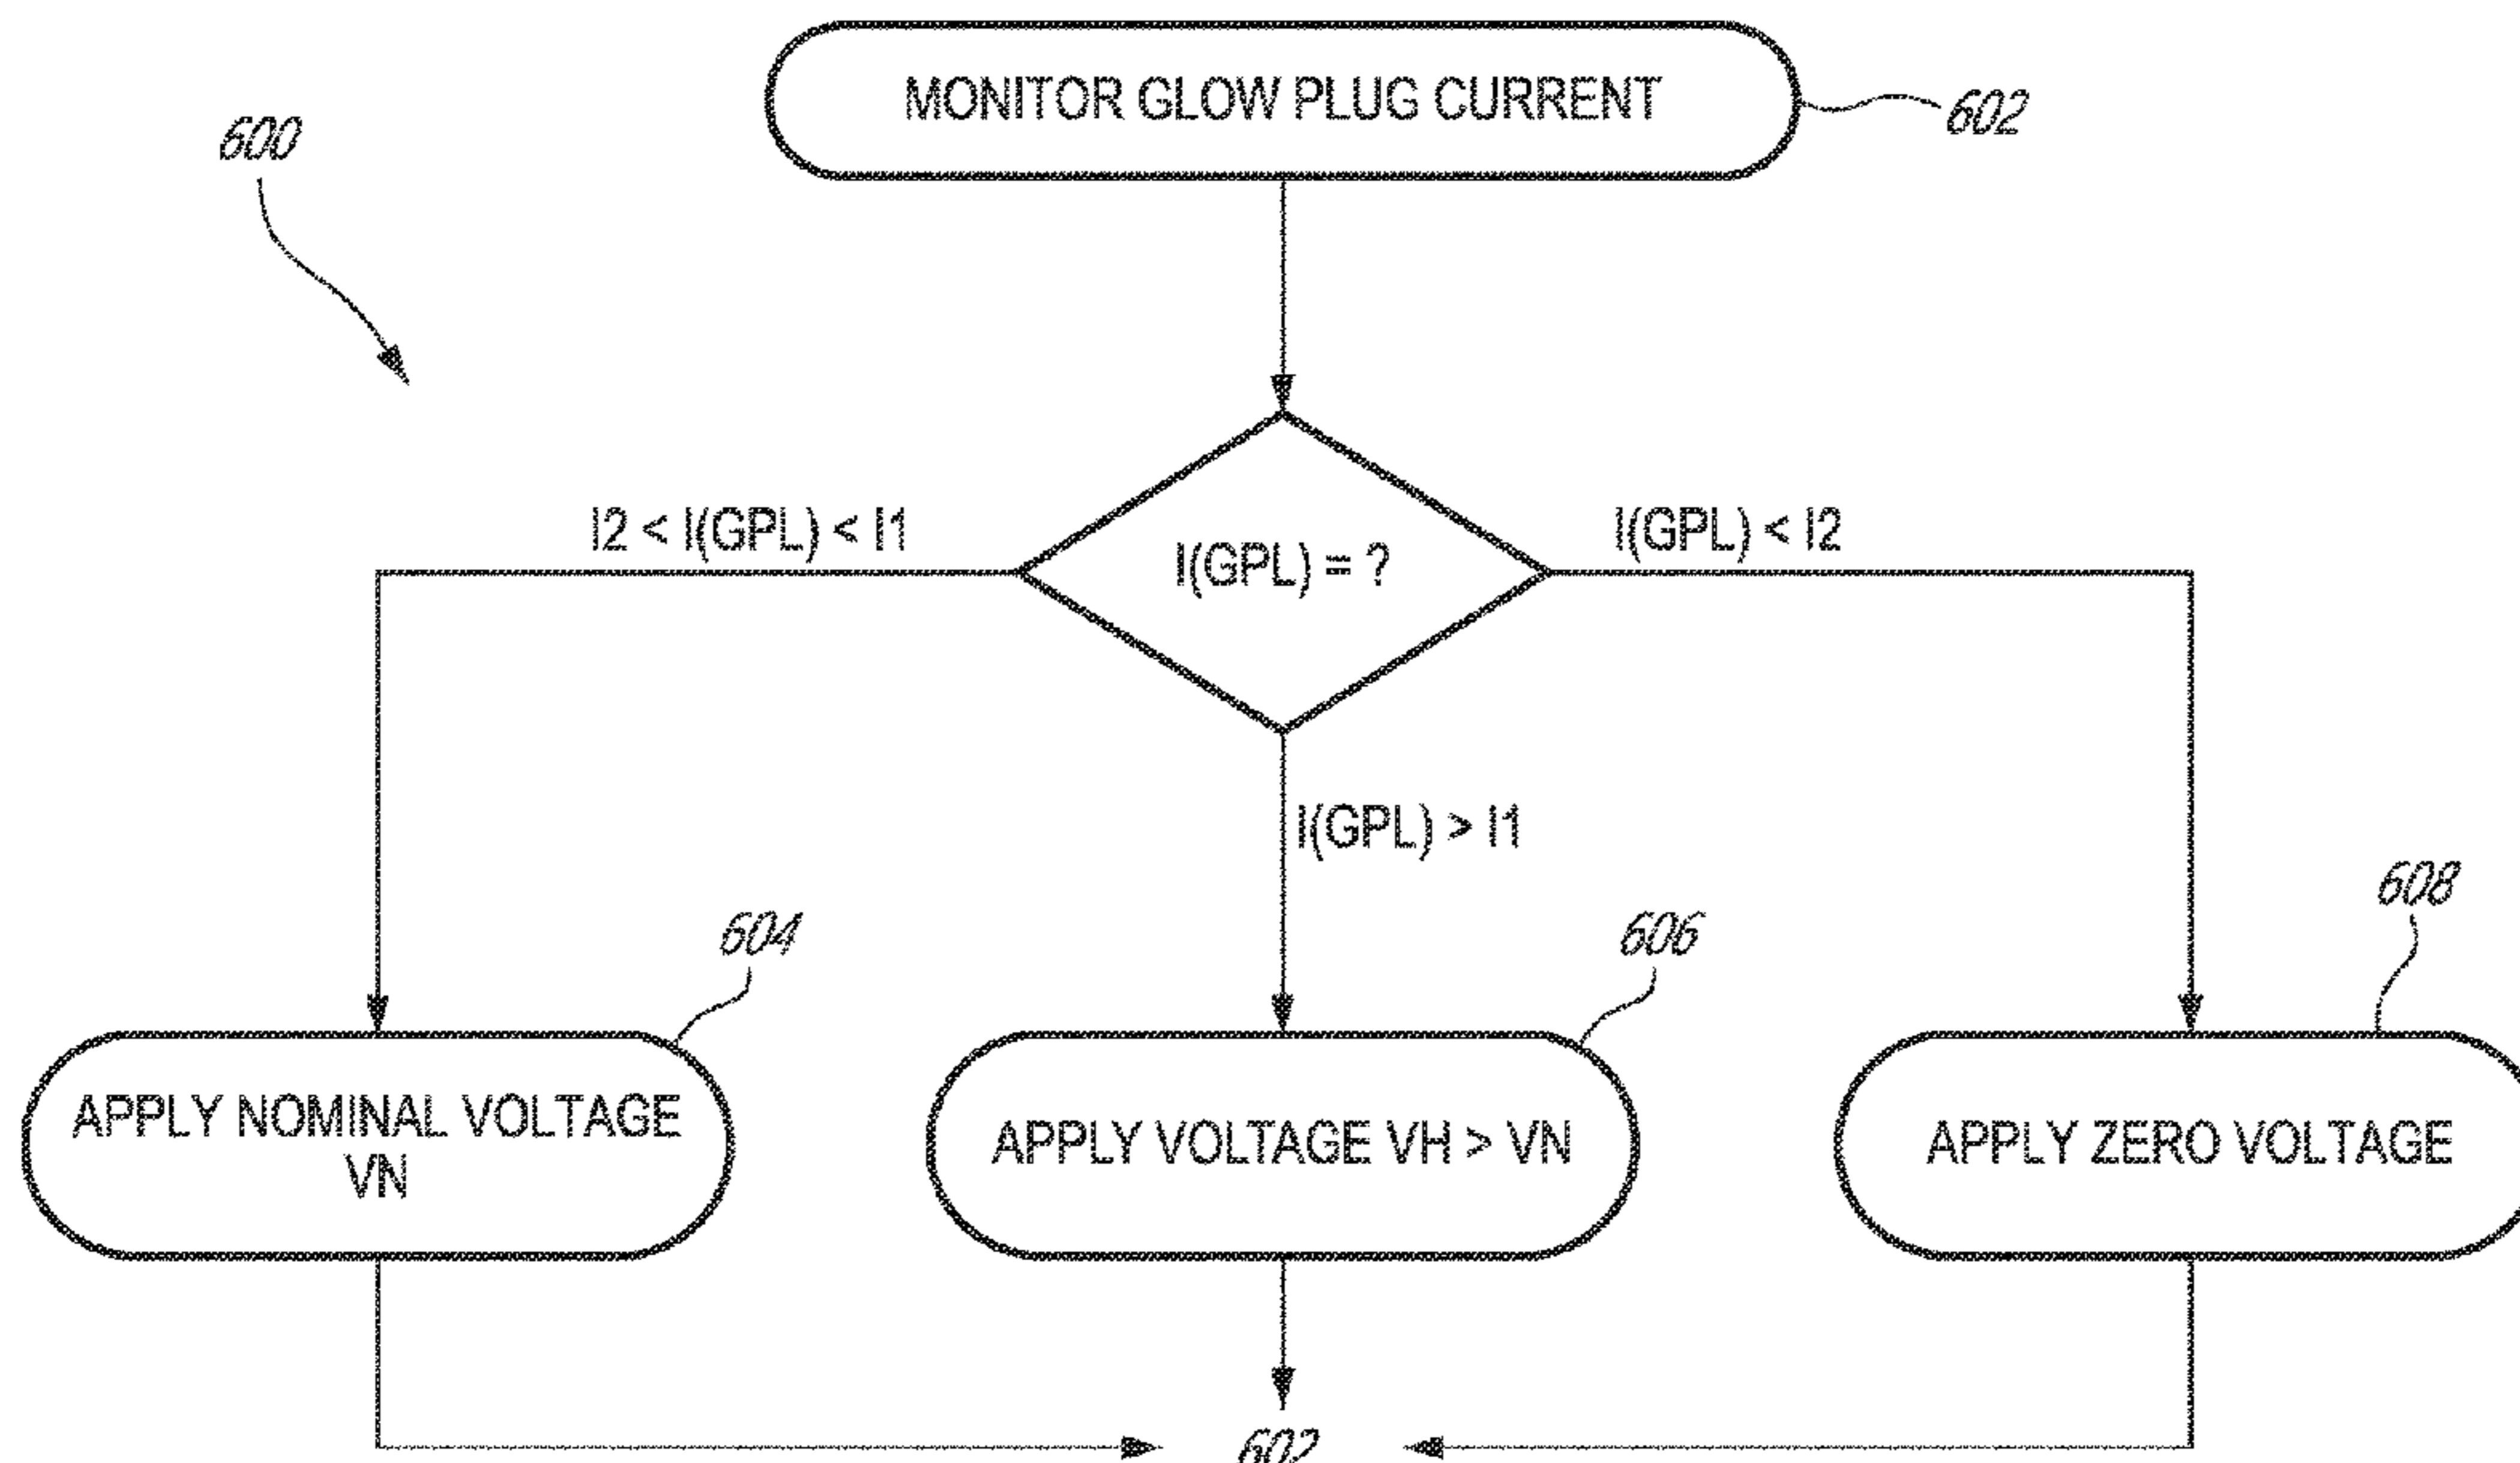 MONITOR GLOW PLUG CURRENT
602
600
I2 < I(GPL) < I1
I(GPL) = ?
I(GPL) < I2
I(GPL) > I1
604
606
608
APPLY NOMINAL VOLTAGE
VN
APPLY VOLTAGE VH > VN
APPLY ZERO VOLTAGE
602